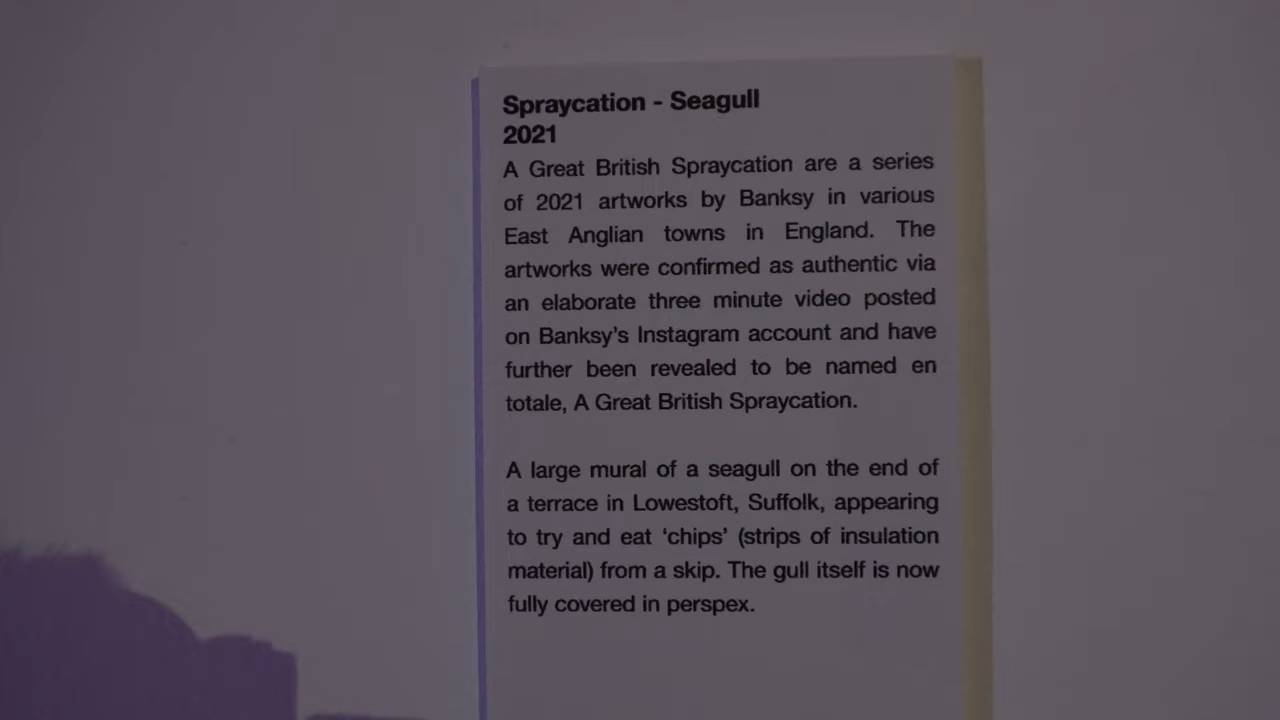 Spraycation - Seagull
2021
A Great British Spraycation are a series
of 2021 artworks by Banksy in various
East Anglian towns in England. The
artworks were confirmed as authentic via
an elaborate three minute video posted
on Banksy's Instagram account and have
further been revealed to be named en
totale, A Great British Spraycation.

A large mural of a seagull on the end of
a terrace in Lowestoft, Suffolk, appearing
to try and eat ‘chips’ (strips of insulation
material) from a skip. The gull itself is now
fully covered in perspex.